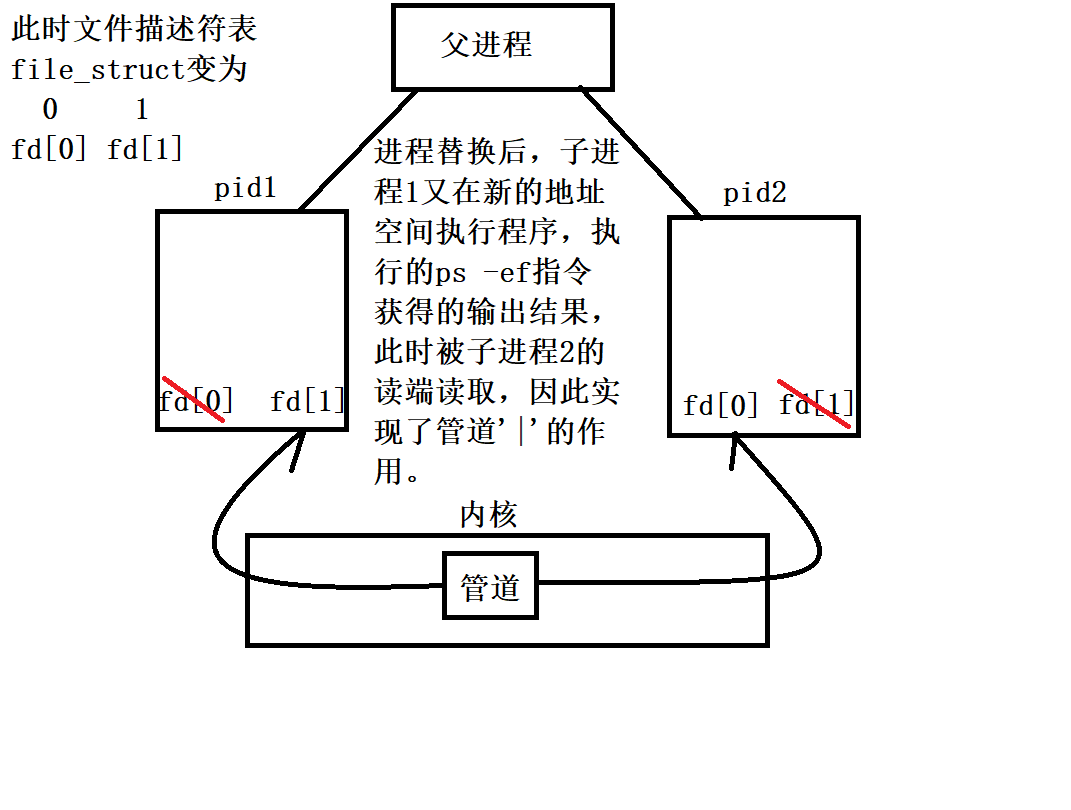 此时文件描述符表
file_struct变为
0 1
fd[0] fd[1]
父进程
进程替换后，子进
程1又在新的地址
空间执行程序，执
行的ps -ef指令
获得的输出结果，
此时被子进程2的
读端读取，因此实
现了管道'|'的作
用。
pid1
fd[0] fd[1]
pid2
fd[0] fd[1]
内核
管道